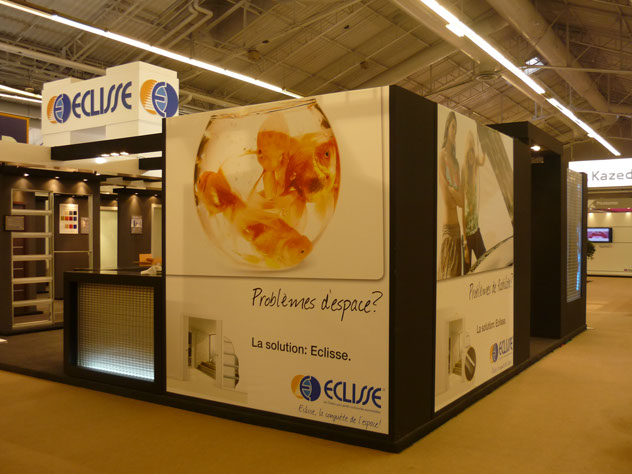 ECLISSE
Kazed
Problèmes d'espace?
La solution: Eclisse.
ECLISSE
Eclisse, la conquête de l'espace!
Problèmes de
La solution: Eclisse.
ECLISSE